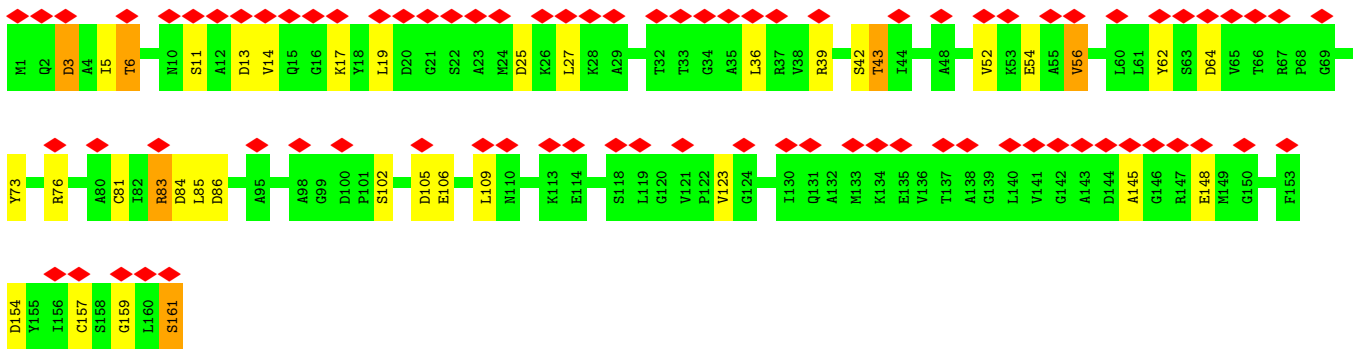 M1 Q2 D3 A4 I5 T6 N10 S11 A12 D13 V14 Q15 G16 K17 Y18 L19 D20 G21 S22 A23 M24 D25 K26 L27 K28 A29 T32 T33 G34 A35 L36 R37 V38 R39 S42 T43 I44 A48 V52 K53 E54 A55 V56 L60 L61 Y62 S63 D64 V65 T66 R67 P68 G69
Y73 R76 A80 C81 I82 R83 D84 L85 D86 A95 A98 G99 D100 P101 S102 D105 E106 L109 N110 K113 E114 S118 L119 G120 V121 P122 V123 G124 I130 Q131 A132 M133 K134 E135 V136 T137 A138 G139 L140 V141 G142 A143 D144 A145 G146 R147 E148 M149 G150 F153
D154 Y155 I156 C157 S158 G159 L160 S161